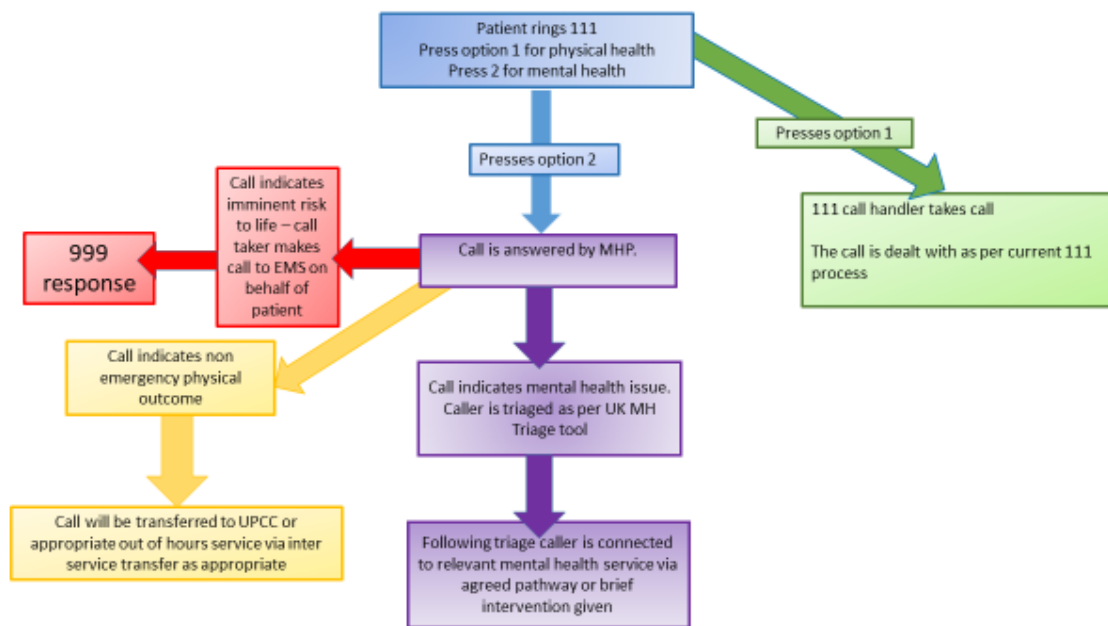 Patient rings 111
Press option 1 for physical health
Press 2 for mental health
Presses option 1
Presses option 2
111 call handler takes call
The call is dealt with as per current 111
process
Call indicates
imminent risk
to life – call
taker makes
call to EMS on
behalf of
patient
999
response
Call is answered by MHP.
Call indicates non
emergency physical
outcome
Call indicates mental health issue.
Caller is triaged as per UK MH
Triage tool
Call will be transferred to UPCC or
appropriate out of hours service via inter
service transfer as appropriate
Following triage caller is connected
to relevant mental health service via
agreed pathway or brief
intervention given